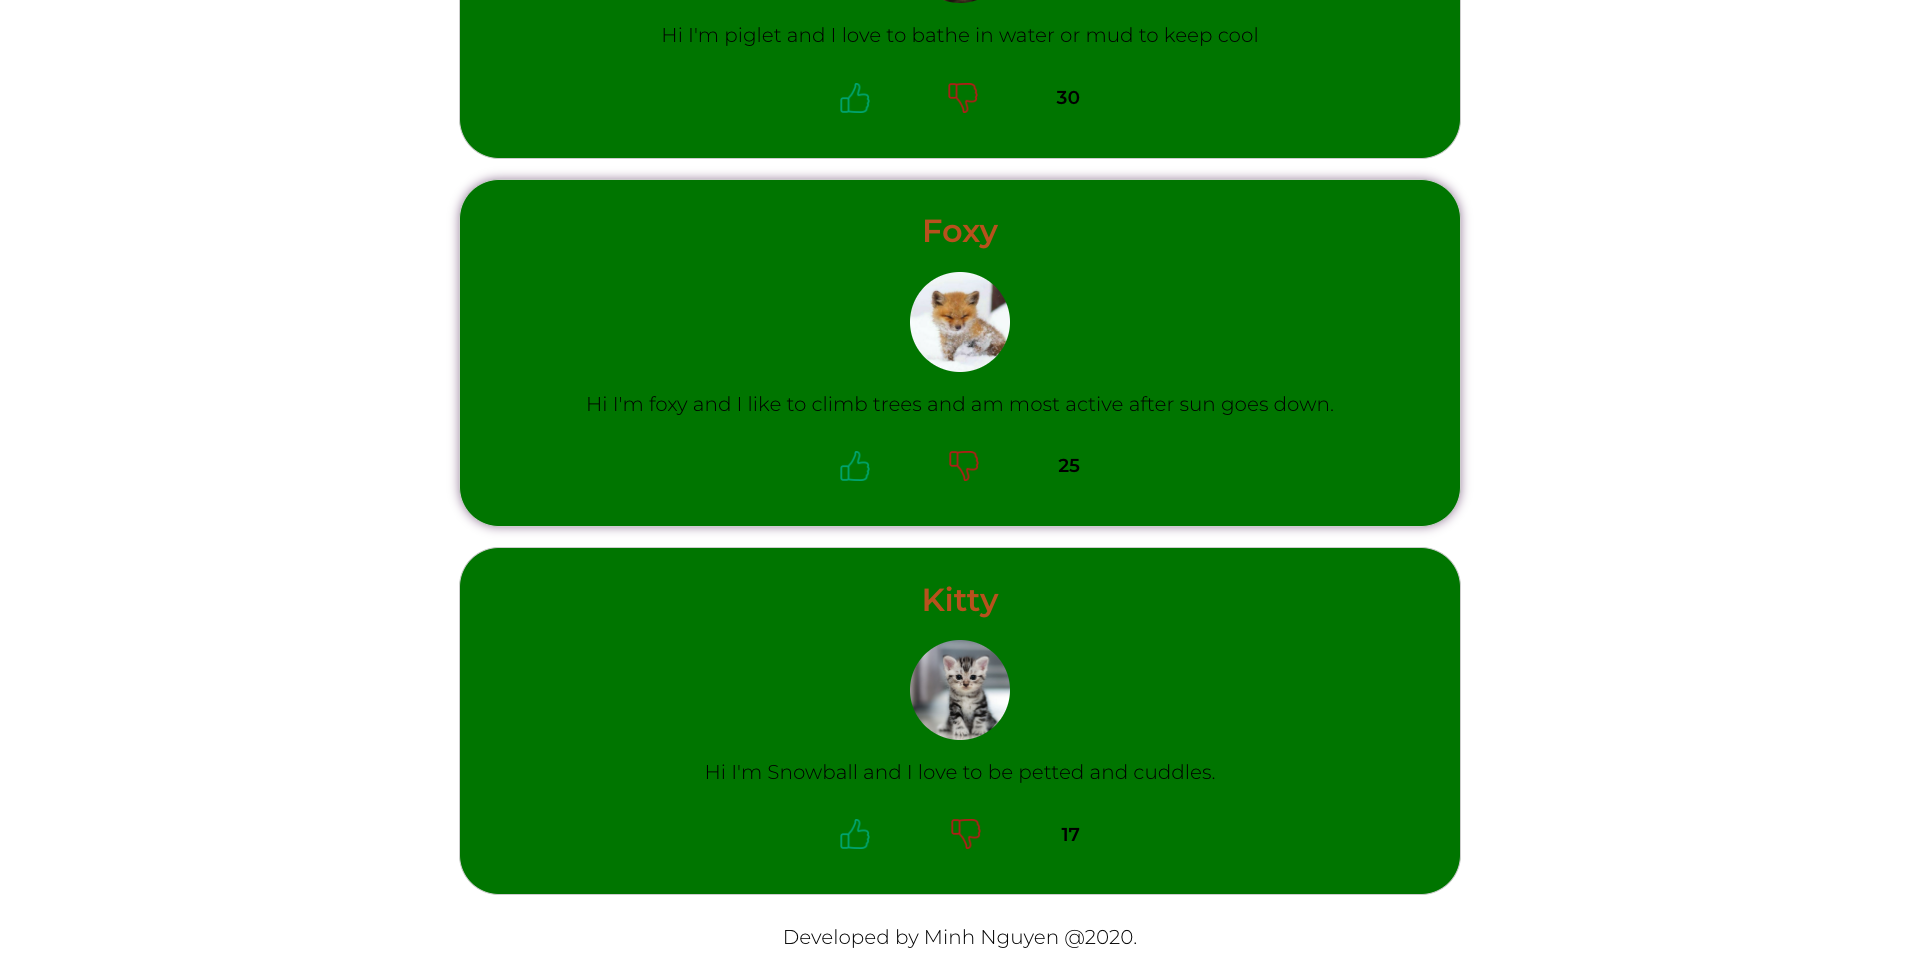 Hi I'm piglet and I love to bathe in water or mud to keep cool
30
Foxy
Hi I'm foxy and I like to climb trees and am most active after sun goes down.
25
Kitty
Hi I'm Snowball and I love to be petted and cuddles.
17
Developed by Minh Nguyen @2020.